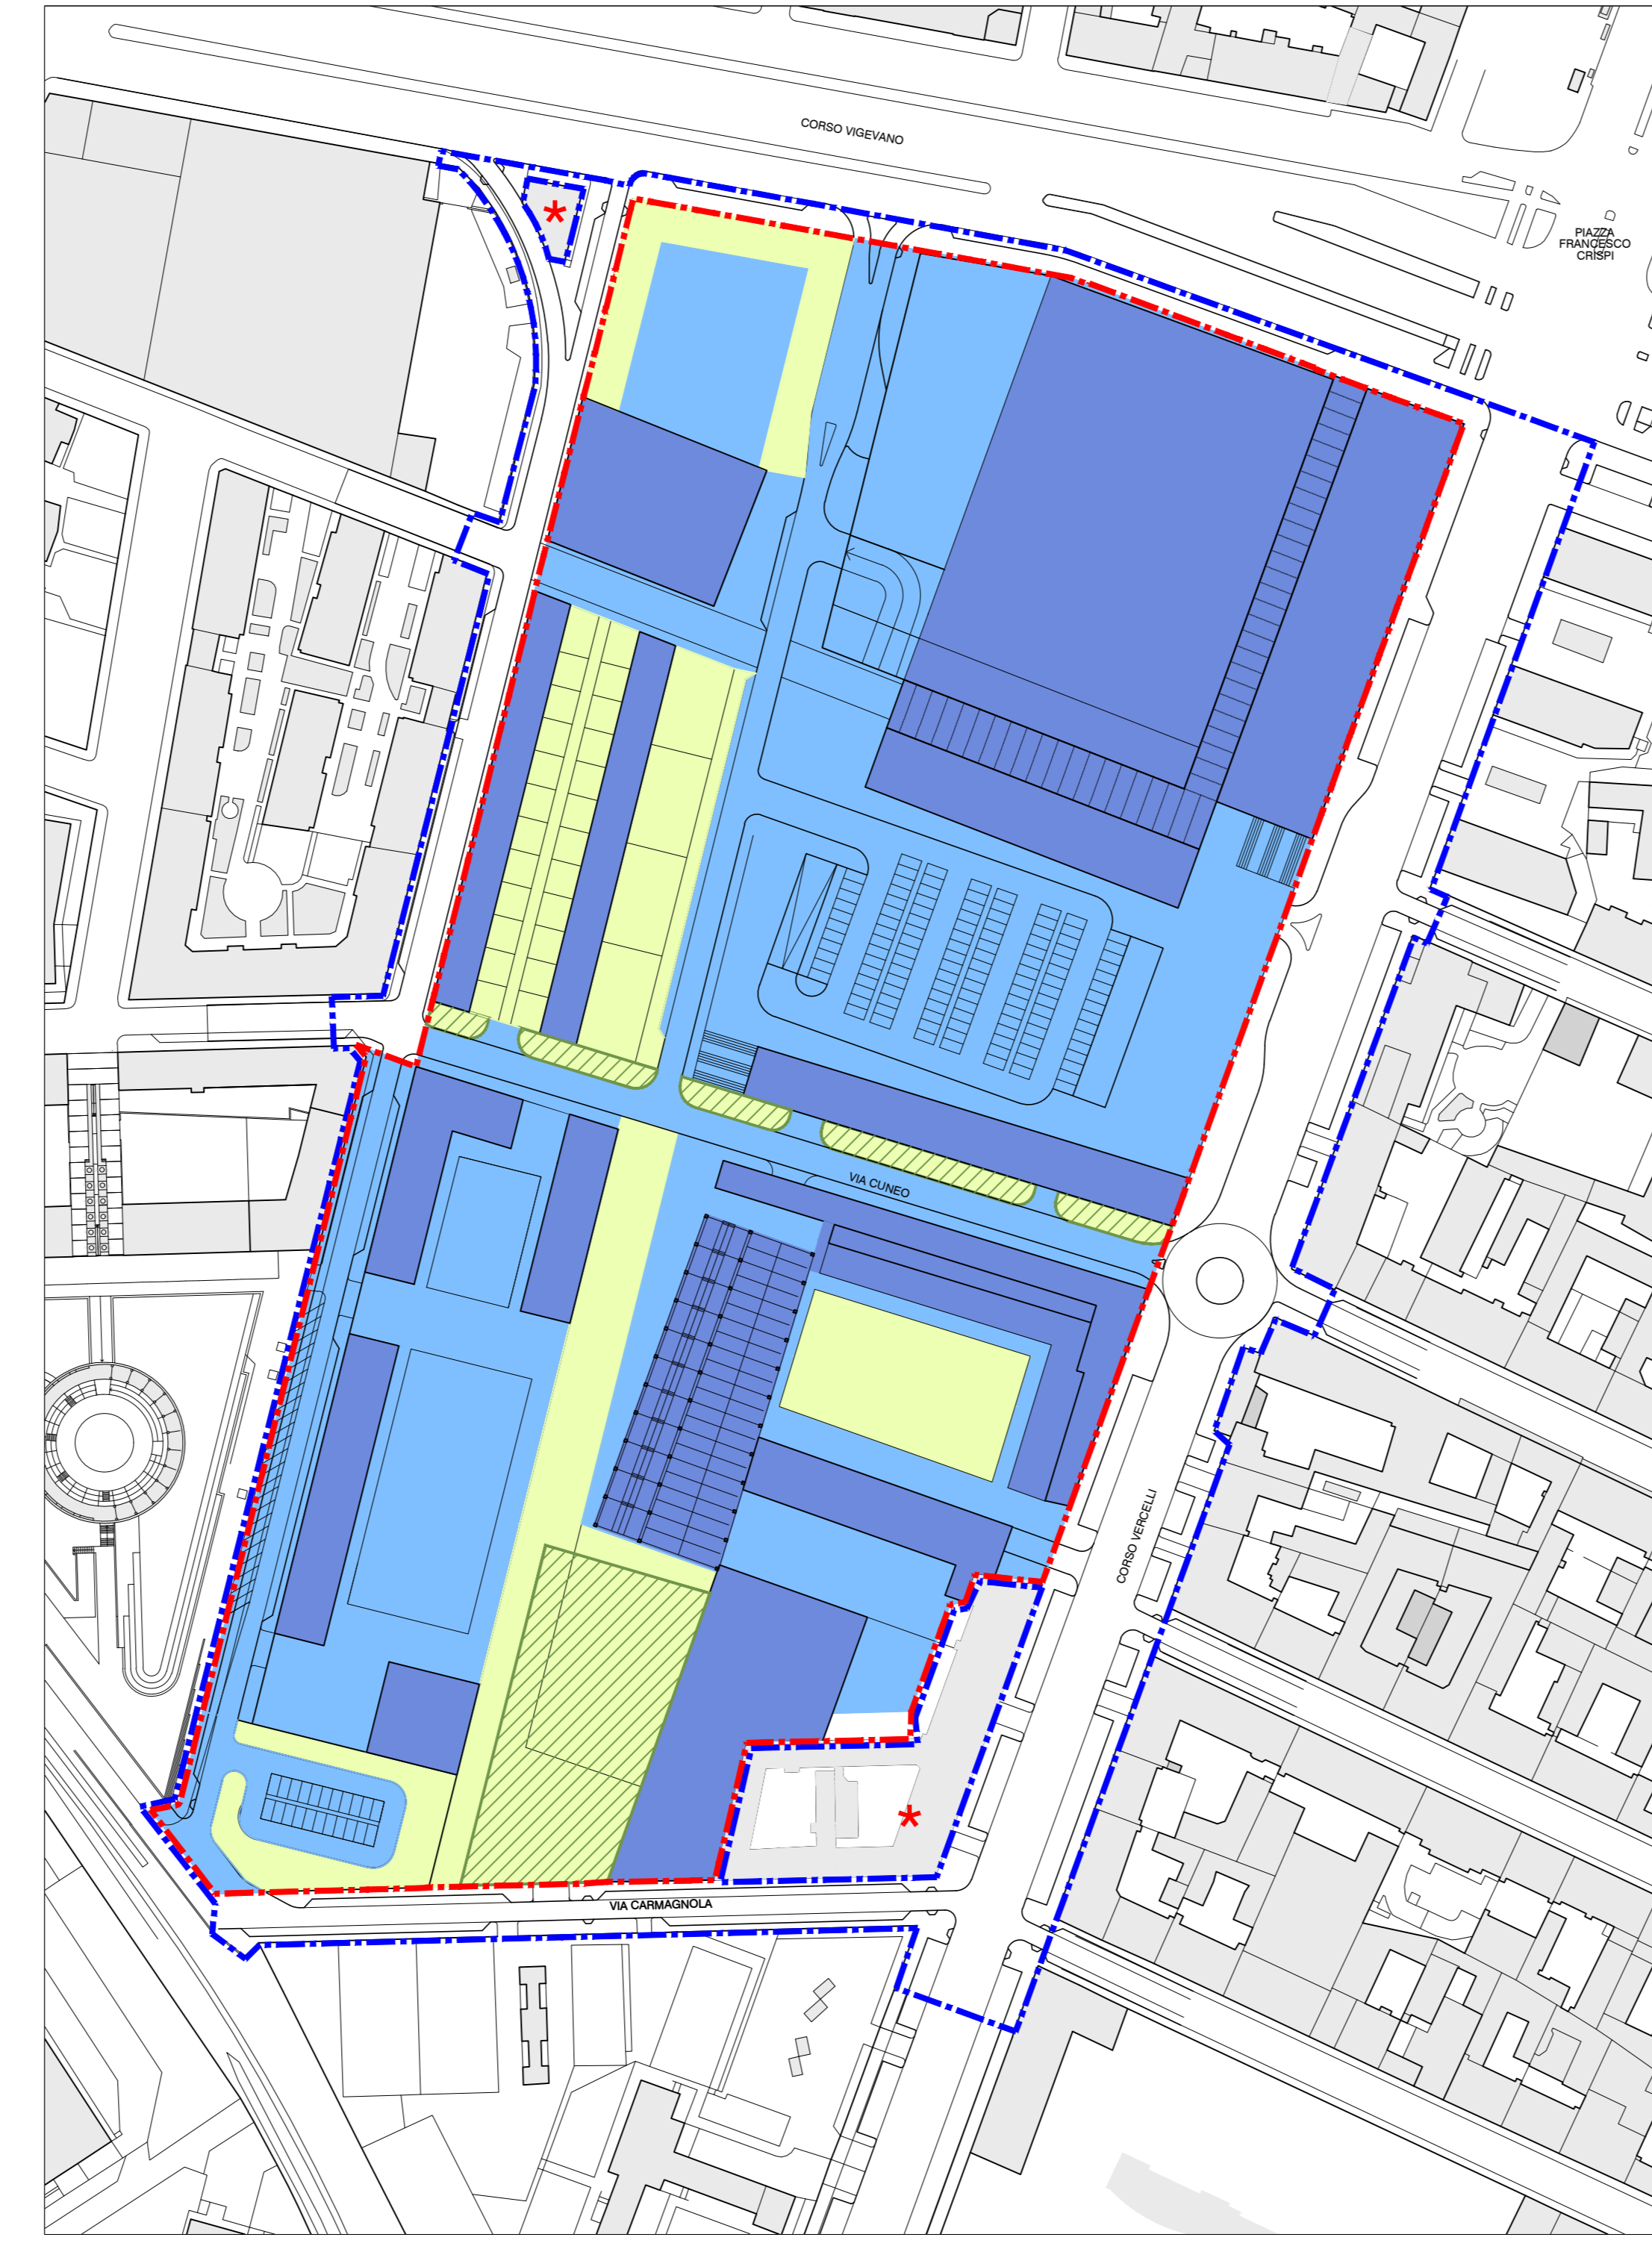 CORSO VIGEVANO
PIAZZA
FRANCESCO
CRISPI
*
VIA CUNEO
CORSO VERCELLI
*
VIA CARMAGNOLA